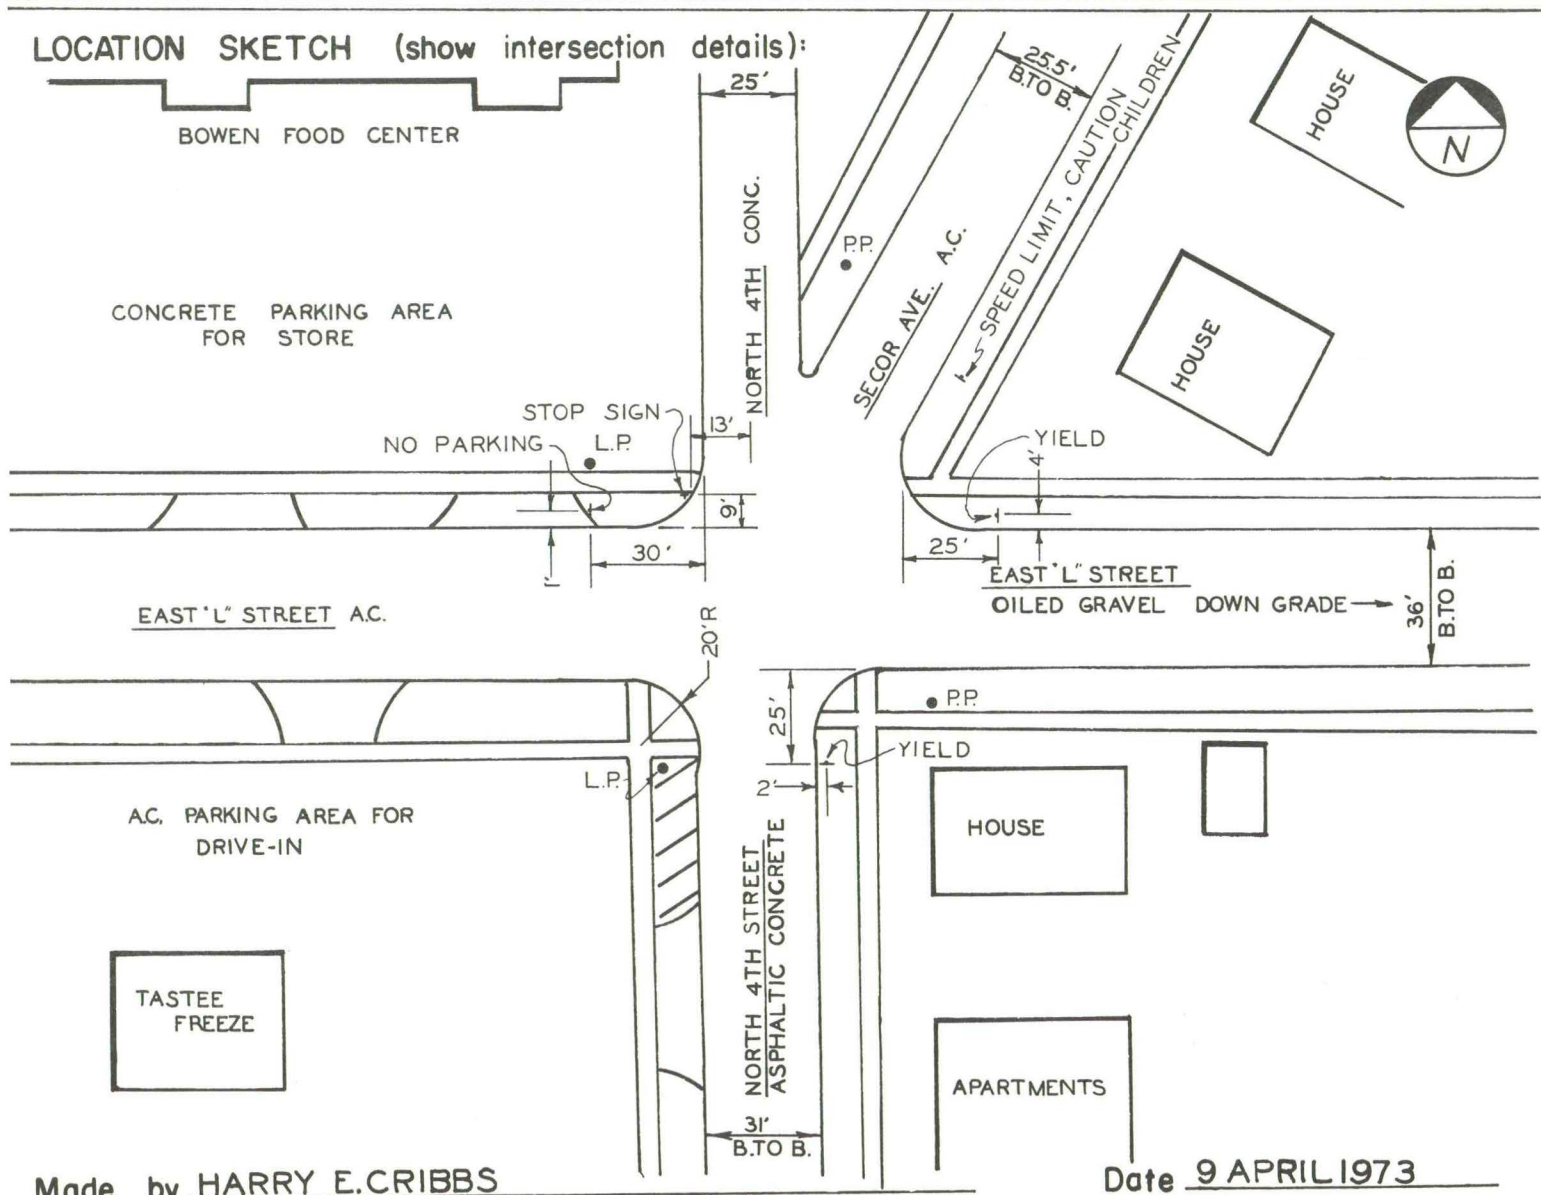 LOCATION SKETCH (show intersection details):
25'
25.5'
B.TO B.
SPEED LIMIT, CAUTION
CHILDREN
HOUSE
N
BOWEN FOOD CENTER
NORTH 4TH CONC.
P.P.
SECOR AVE. A.C.
CONCRETE PARKING AREA
FOR STORE
HOUSE
STOP SIGN
13'
NO PARKING
L.P.
YIELD
4'
9'
30'
1'
25'
EAST "L" STREET
OILED GRAVEL DOWN GRADE
36'
B.TO B.
EAST "L" STREET A.C.
20'R
25'
P.P.
YIELD
L.P.
2'
A.C. PARKING AREA FOR
DRIVE-IN
HOUSE
NORTH 4TH STREET
ASPHALTIC CONCRETE
TASTEE
FREEZE
APARTMENTS
31'
B.TO B.
Made by HARRY E. CRIBBS
Date 9 APRIL 1973